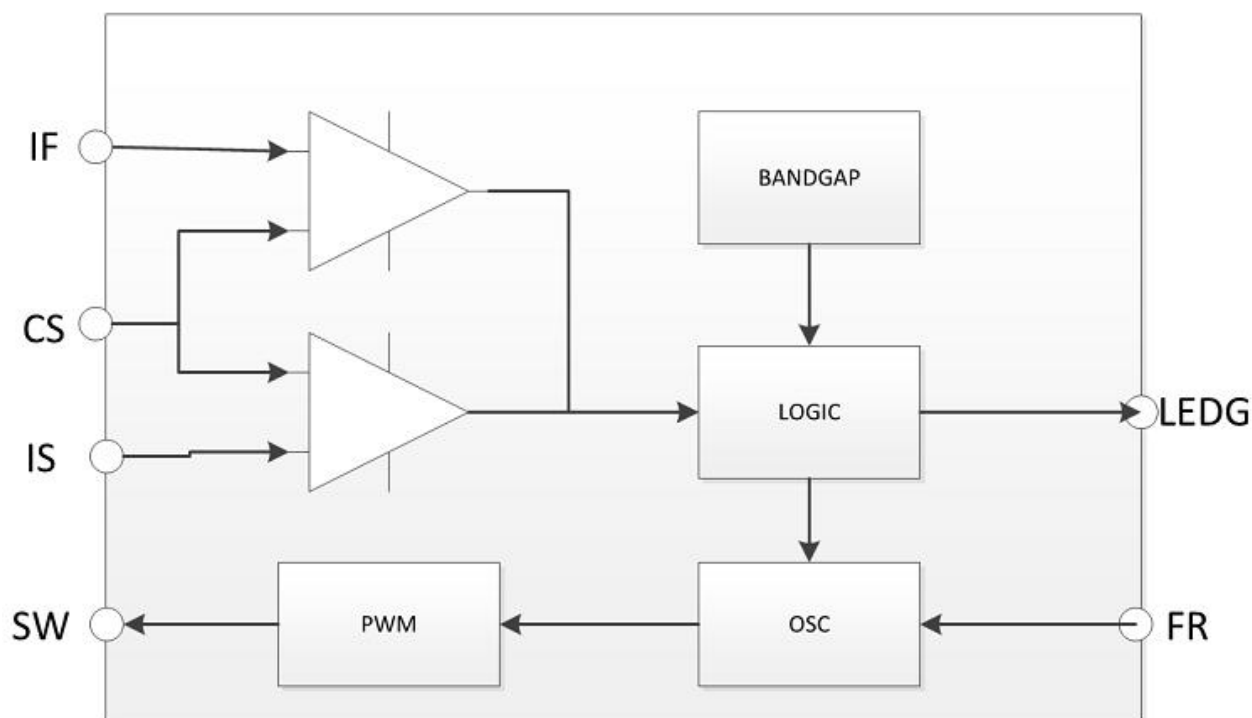 IF
BANDGAP
CS
LOGIC
LEDG
IS
SW
PWM
OSC
FR